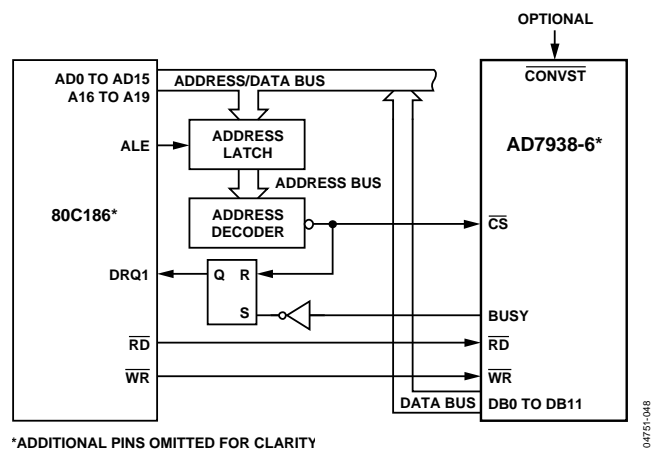 OPTIONAL
AD0 TO AD15
A16 TO A19
ADDRESS/DATA BUS
CONVST
ALE
ADDRESS
LATCH
AD7938-6*
ADDRESS BUS
80C186*
ADDRESS
DECODER
CS
DRQ1
Q
R
S
BUSY
RD
RD
WR
WR
DATA BUS
DB0 TO DB11
*ADDITIONAL PINS OMITTED FOR CLARITY
04751-048